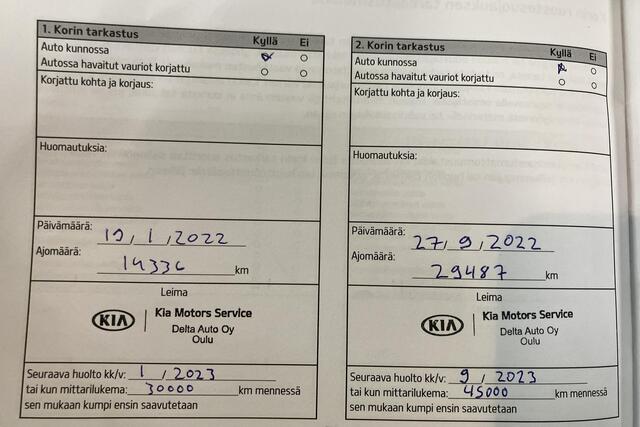 1. Korin tarkastus
Kyllä Ei
Auto kunnossa
Autossa havaitut vauriot korjattu
Korjattu kohta ja korjaus:
Huomautuksia:
Päivämäärä: 19, 1, 2022
Ajomäärä:
14336 km
Leima
KIA
Kia Motors Service
Delta Auto Oy
Oulu
Seuraava huolto kk/v: 1 / 2023
tai kun mittarilukema: 30000 km mennessä
sen mukaan kumpi ensin saavutetaan
2. Korin tarkastus
Kyllä Ei
Auto kunnossa
Autossa havaitut vauriot korjattu
Korjattu kohta ja korjaus:
Huomautuksia:
Päivämäärä: 27, 9, 2022
Ajomäärä:
29487 km
Leima
KIA
Kia Motors Service
Delta Auto Oy
Oulu
Seuraava huolto kk/v: 9 / 2023
tai kun mittarilukema: 45000 km mennessä
sen mukaan kumpi ensin saavutetaan